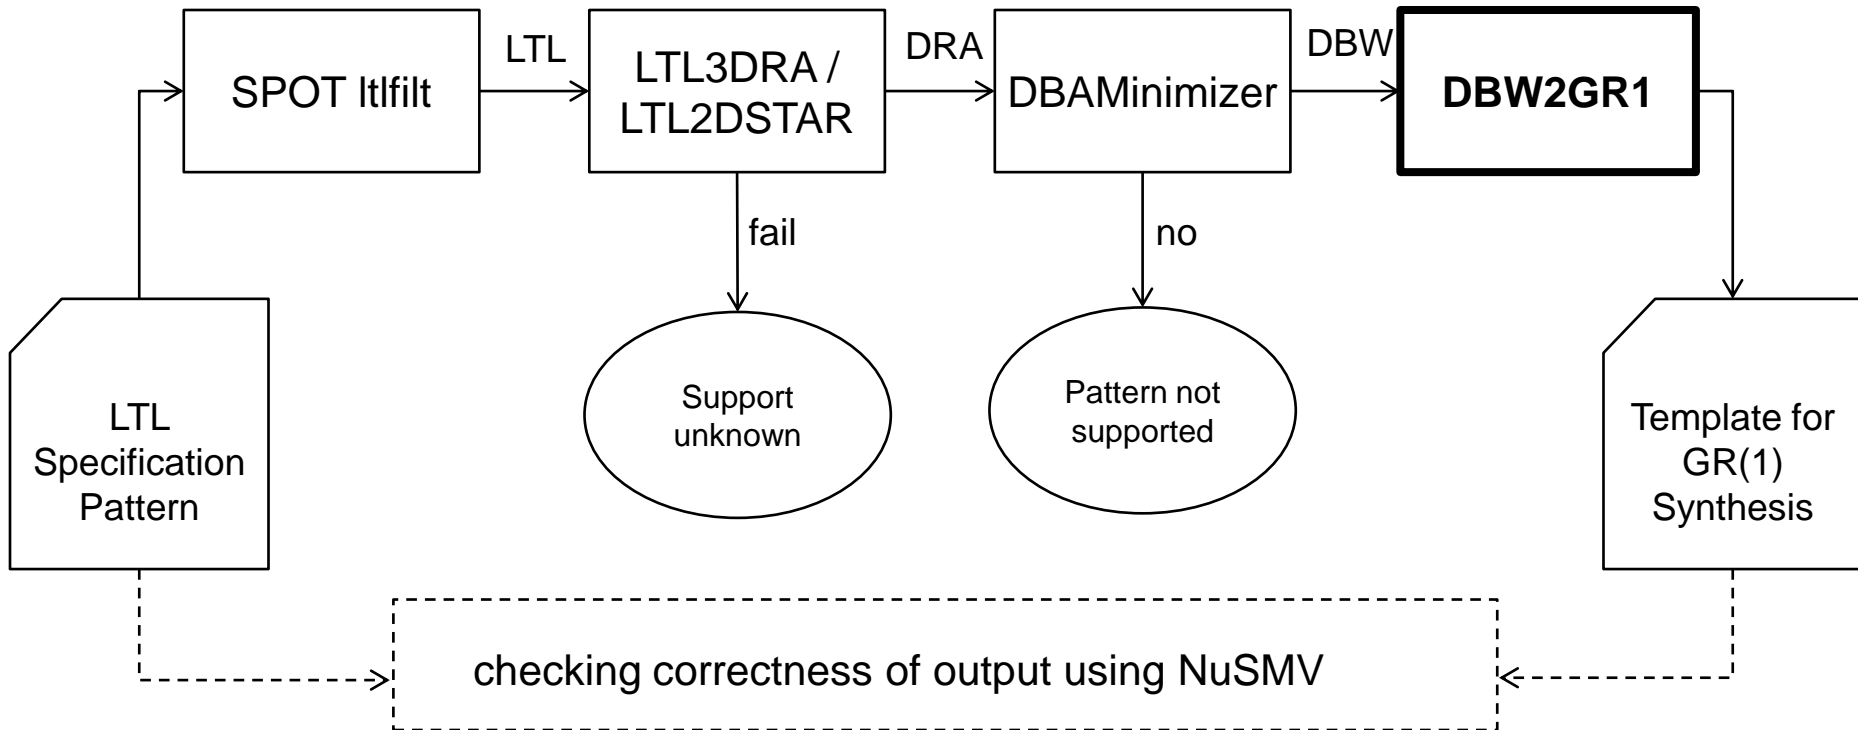 LTL
DRA
DBW
SPOT ltlfilt
LTL3DRA /
LTL2DSTAR
DBAMinimizer
DBW2GR1
fail
no
LTL
Specification
Pattern
Support
unknown
Pattern not
supported
Template for
GR(1)
Synthesis
checking correctness of output using NuSMV